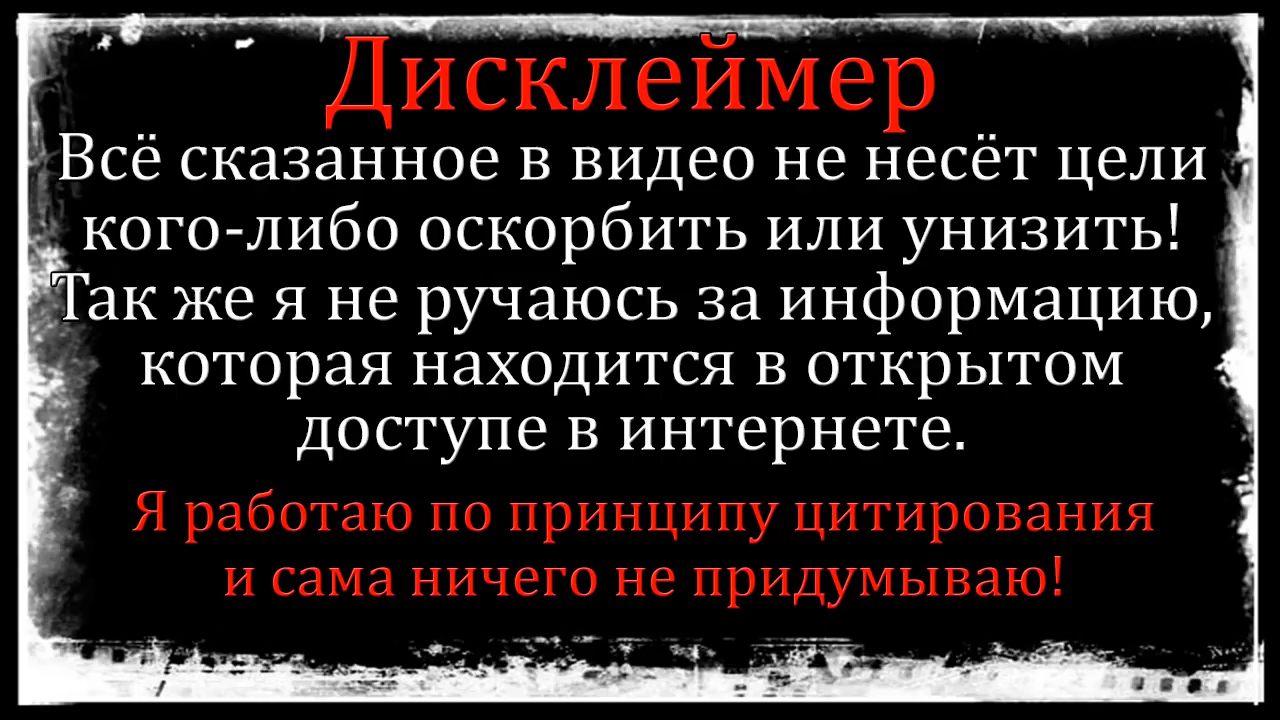 Дисклеймер
Всё сказанное в видео не несёт цели
кого-либо оскорбить или унизить!
Так же я не ручаюсь за информацию,
которая находится в открытом
доступе в интернете.
Я работаю по принципу цитирования
и сама ничего не придумываю!